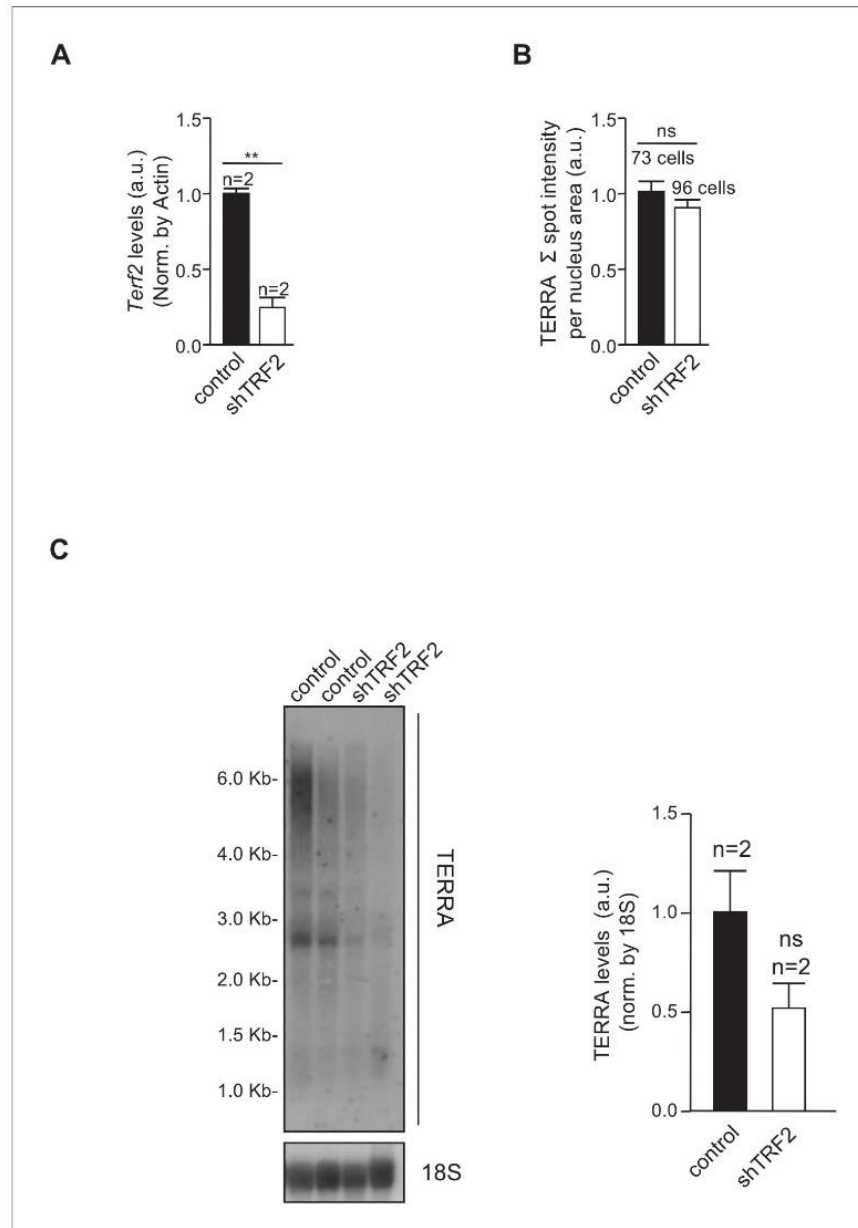 A
Terf2 levels (a.u.)
(Norm. by Actin)
1.5
1.0
0.5
0.0
**
n=2
n=2
control
shTRF2
B
TERRA Σ spot intensity
per nucleus area (a.u.)
1.5
1.0
0.5
0.0
ns
73 cells
96 cells
control
shTRF2
C
control
control
shTRF2
shTRF2
6.0 Kb-
4.0 Kb-
3.0 Kb-
2.0 Kb-
1.5 Kb-
1.0 Kb-
TERRA
18S
TERRA levels (a.u.)
(norm. by 18S)
1.5
1.0
0.5
0.0
n=2
ns
n=2
control
shTRF2